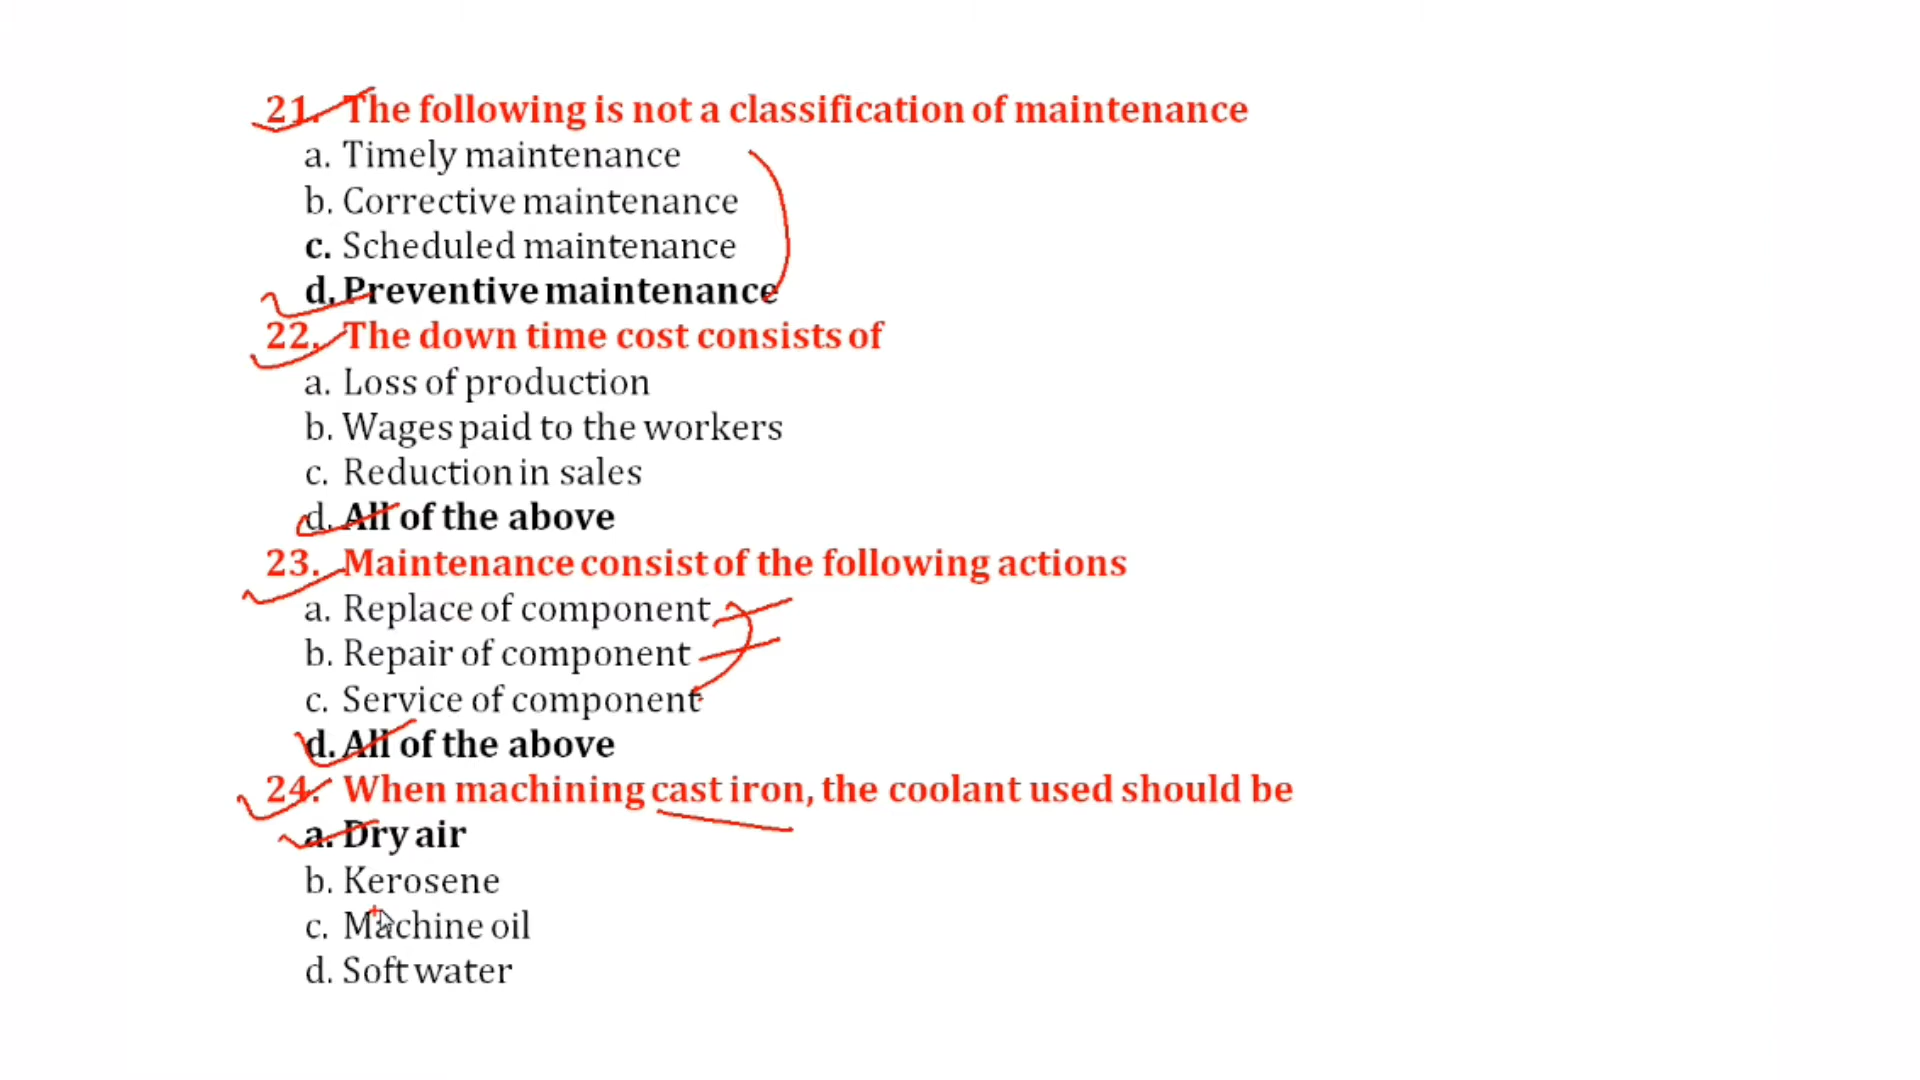 21. The following is not a classification of maintenance
a. Timely maintenance
b. Corrective maintenance
c. Scheduled maintenance
d. Preventive maintenance
22. The down time cost consists of
a. Loss of production
b. Wages paid to the workers
c. Reduction in sales
d. All of the above
23. Maintenance consist of the following actions
a. Replace of component
b. Repair of component
c. Service of component
d. All of the above
24. When machining cast iron, the coolant used should be
a. Dry air
b. Kerosene
c. Machine oil
d. Soft water